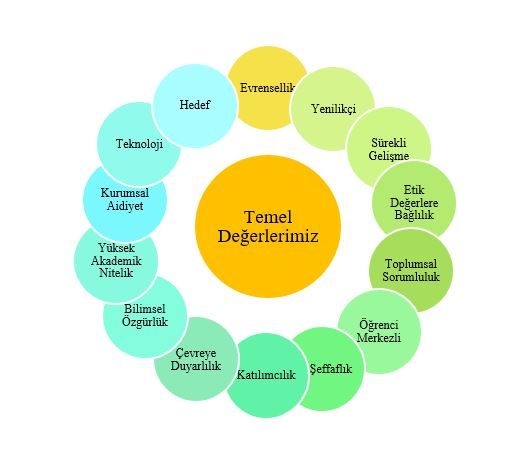 Temel
Değerlerimiz
Evrensellik
Yenilikçi
Sürekli
Gelişme
Etik
Değerlere
Bağlılık
Toplumsal
Sorumluluk
Öğrenci
Merkezli
Şeffaflık
Katılımcılık
Çevreye
Duyarlılık
Bilimsel
Özgürlük
Yüksek
Akademik
Nitelik
Kurumsal
Aidiyet
Teknoloji
Hedef